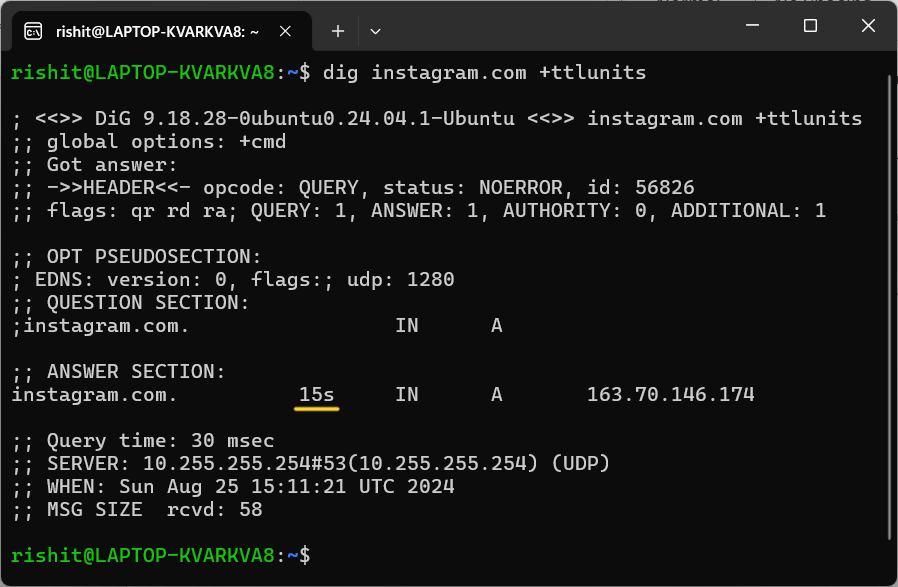 rishit@LAPTOP-KVARKVA8: ~
rishit@LAPTOP-KVARKVA8:~$ dig instagram.com +ttlunits
; <<>> DiG 9.18.28-0ubuntu0.24.04.1-Ubuntu <<>> instagram.com +ttlunits
;; global options: +cmd
;; Got answer:
;; ->>HEADER<<- opcode: QUERY, status: NOERROR, id: 56826
;; flags: qr rd ra; QUERY: 1, ANSWER: 1, AUTHORITY: 0, ADDITIONAL: 1
;; OPT PSEUDOSECTION:
; EDNS: version: 0, flags:; udp: 1280
;; QUESTION SECTION:
;instagram.com. IN A
;; ANSWER SECTION:
instagram.com. 15s IN A 163.70.146.174
;; Query time: 30 msec
;; SERVER: 10.255.255.254#53(10.255.255.254) (UDP)
;; WHEN: Sun Aug 25 15:11:21 UTC 2024
;; MSG SIZE  rcvd: 58
rishit@LAPTOP-KVARKVA8:~$